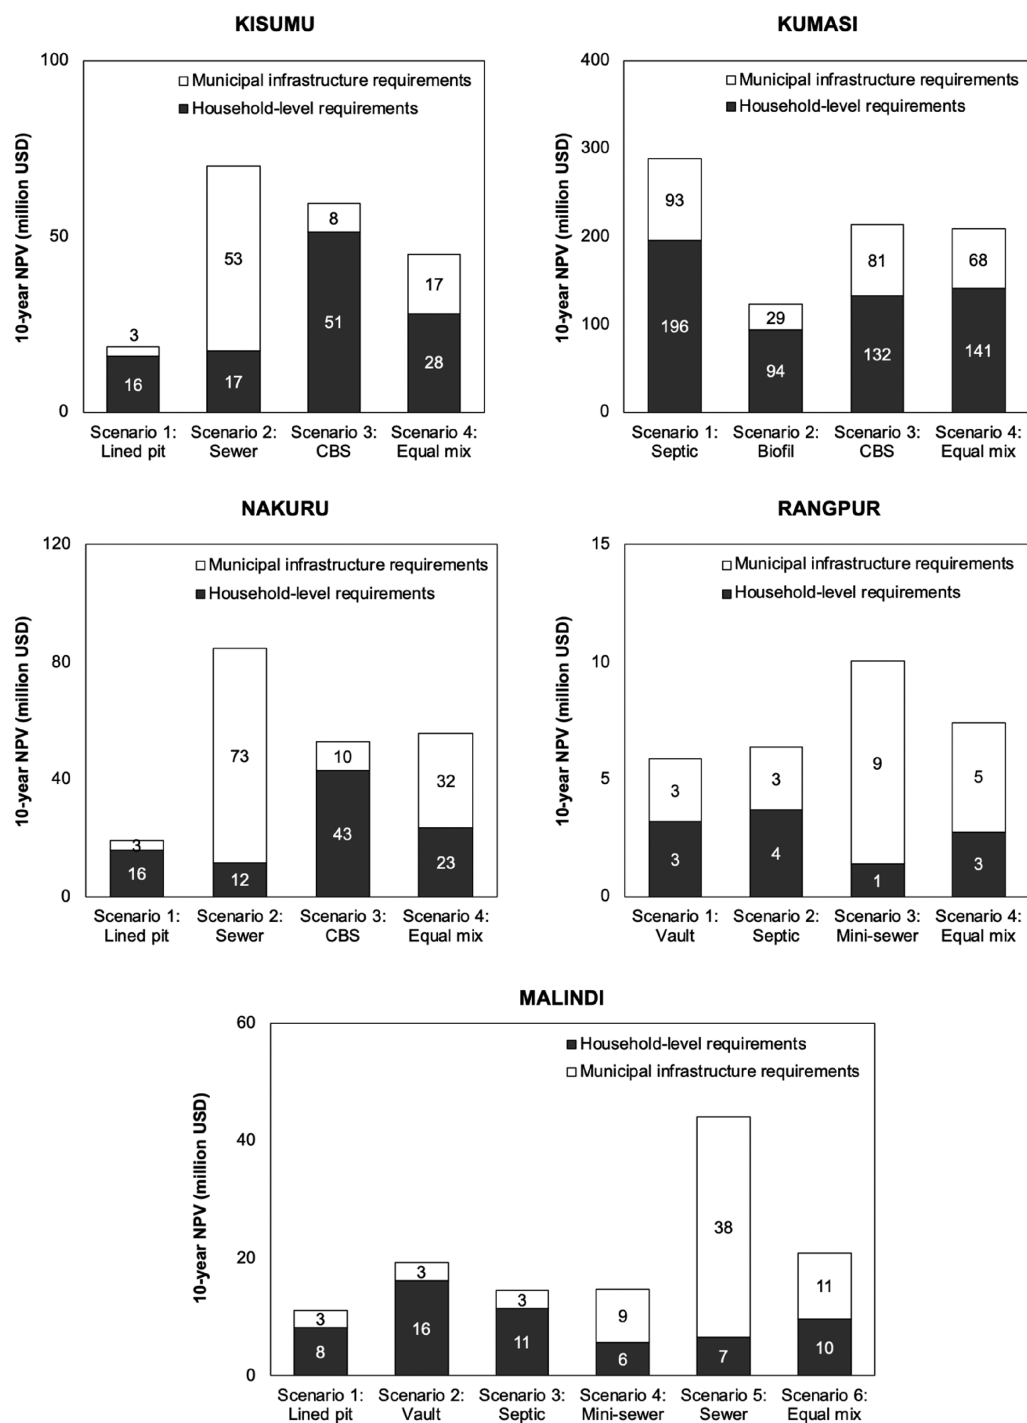 KISUMU
100
50
0
10-year NPV (million USD)
Municipal infrastructure requirements
Household-level requirements
3
16
53
17
8
51
17
28
Scenario 1: Lined pit
Scenario 2: Sewer
Scenario 3: CBS
Scenario 4: Equal mix
KUMASI
400
300
200
100
0
10-year NPV (million USD)
Municipal infrastructure requirements
Household-level requirements
93
196
29
94
81
132
68
141
Scenario 1: Septic
Scenario 2: Biofil
Scenario 3: CBS
Scenario 4: Equal mix
NAKURU
120
80
40
0
10-year NPV (million USD)
Municipal infrastructure requirements
Household-level requirements
3
16
73
12
10
43
32
23
Scenario 1: Lined pit
Scenario 2: Sewer
Scenario 3: CBS
Scenario 4: Equal mix
RANGPUR
15
10
5
0
10-year NPV (million USD)
Municipal infrastructure requirements
Household-level requirements
3
3
3
4
9
1
5
3
Scenario 1: Vault
Scenario 2: Septic
Scenario 3: Mini-sewer
Scenario 4: Equal mix
MALINDI
60
40
20
0
10-year NPV (million USD)
Household-level requirements
Municipal infrastructure requirements
3
8
3
16
3
11
9
6
38
7
11
10
Scenario 1: Lined pit
Scenario 2: Vault
Scenario 3: Septic
Scenario 4: Mini-sewer
Scenario 5: Sewer
Scenario 6: Equal mix